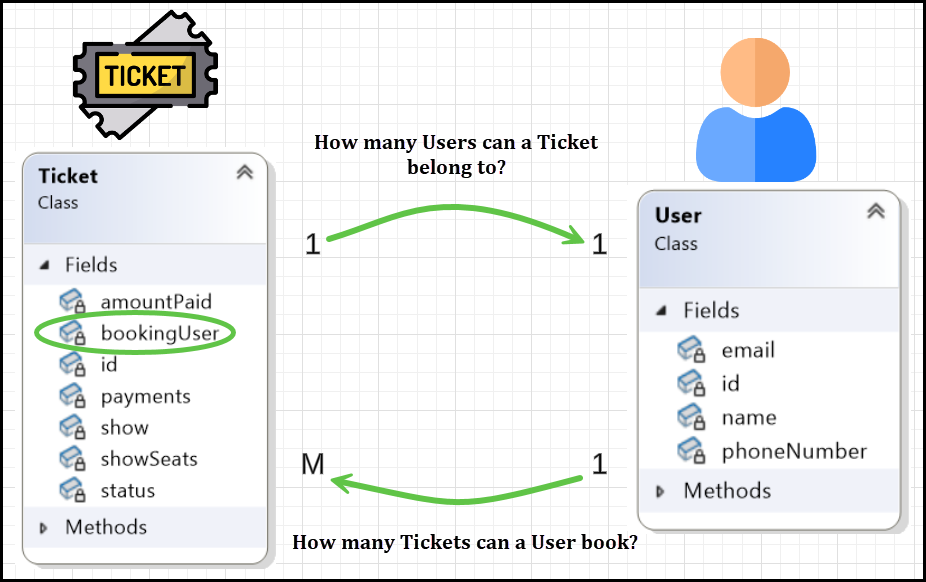 TICKET
How many Users can a Ticket
belong to?
Ticket
Class
Fields
amountPaid
bookingUser
id
payments
show
showSeats
status
Methods
1
1
M
1
How many Tickets can a User book?
User
Class
Fields
email
id
name
phoneNumber
Methods